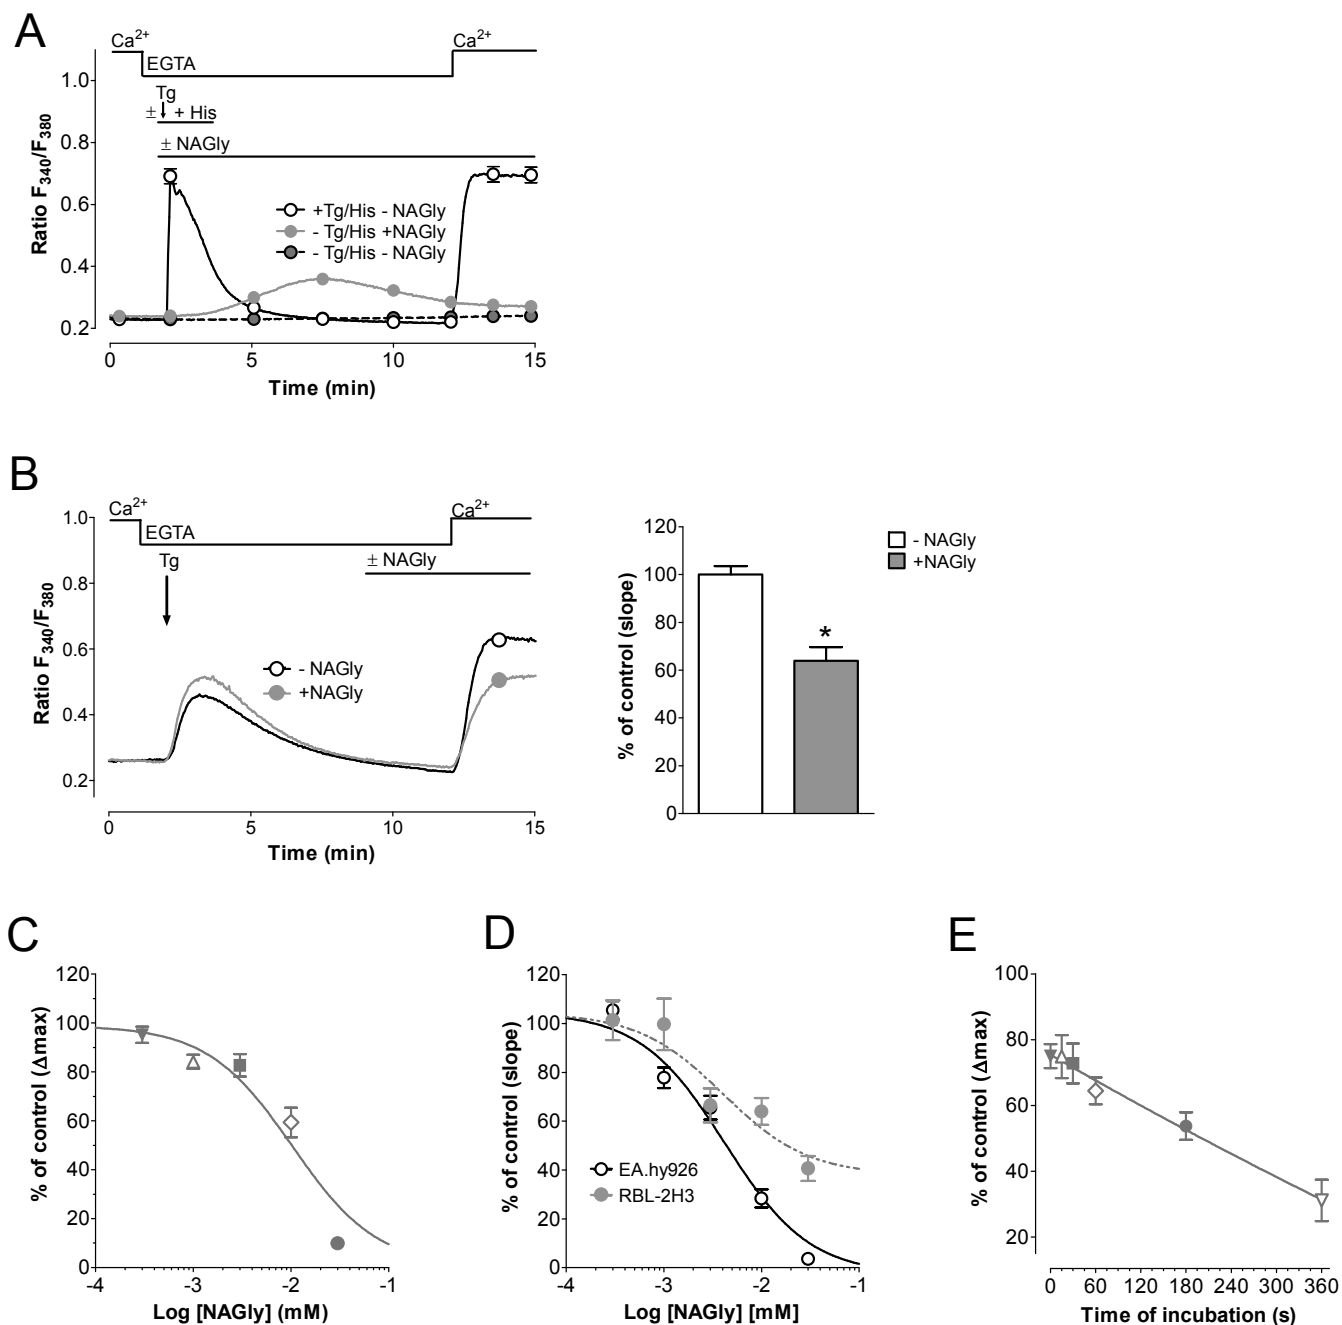 A
Ca2+
Ca2+
EGTA
Tg
± + His
± NAGly
+Tg/His - NAGly
- Tg/His +NAGly
- Tg/His - NAGly
Ratio F340/F380
1.0
0.8
0.6
0.4
0.2
0 5 10 15
Time (min)
B
Ca2+
Ca2+
EGTA
Tg
± NAGly
- NAGly
+NAGly
Ratio F340/F380
1.0
0.8
0.6
0.4
0.2
0 5 10 15
Time (min)
% of control (slope)
120
100
80
60
40
20
0
*
- NAGly
+NAGly
C
% of control (Δmax)
120
100
80
60
40
20
0
-4 -3 -2 -1
Log [NAGly] (mM)
D
% of control (slope)
120
100
80
60
40
20
0
EA.hy926
RBL-2H3
-4 -3 -2 -1
Log [NAGly] [mM]
E
% of control (Δmax)
100
80
60
40
20
0 60 120 180 240 300 360
Time of incubation (s)